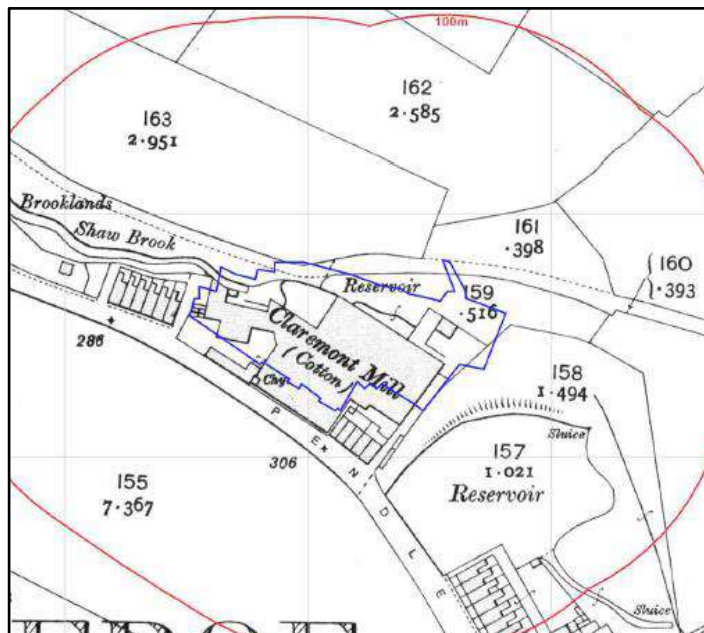 100m
162
2·585
163
2·951
Brooklands
Shaw Brook
161
·398
(160
·393
159
·516
Reservoir
Claremont Mill
(Cotton)
Chy
286
158
1·494
Sluice
157
1·021
Reservoir
306
155
7·367
PENDLE
Sluice